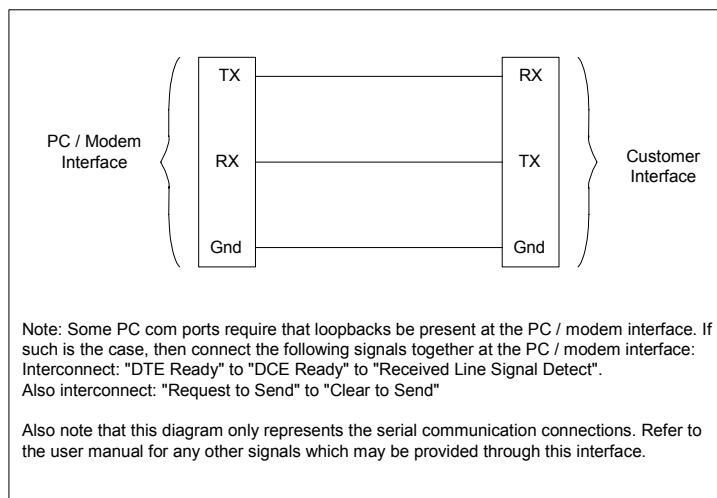 TX
RX
PC / Modem
Interface
RX
TX
Customer
Interface
Gnd
Gnd
Note: Some PC com ports require that loopbacks be present at the PC / modem interface. If
such is the case, then connect the following signals together at the PC / modem interface:
Interconnect: "DTE Ready" to "DCE Ready" to "Received Line Signal Detect".
Also interconnect: "Request to Send" to "Clear to Send"
Also note that this diagram only represents the serial communication connections. Refer to
the user manual for any other signals which may be provided through this interface.